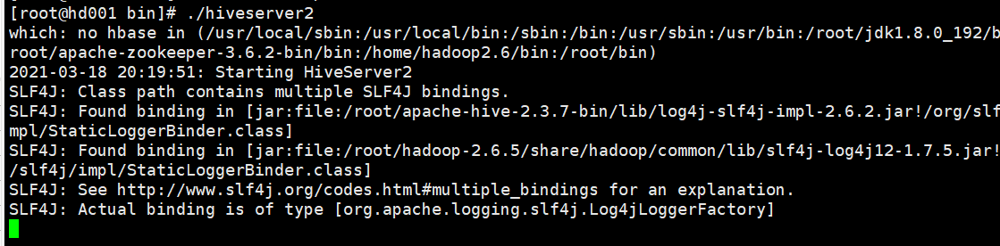 [root@hd001 bin]# ./hiveserver2
which: no hbase in (/usr/local/sbin:/usr/local/bin:/sbin:/bin:/usr/sbin:/usr/bin:/root/jdk1.8.0_192/b
root/apache-zookeeper-3.6.2-bin/bin:/home/hadoop2.6/bin:/root/bin)
2021-03-18 20:19:51: Starting HiveServer2
SLF4J: Class path contains multiple SLF4J bindings.
SLF4J: Found binding in [jar:file:/root/apache-hive-2.3.7-bin/lib/log4j-slf4j-impl-2.6.2.jar!/org/slf
mpl/StaticLoggerBinder.class]
SLF4J: Found binding in [jar:file:/root/hadoop-2.6.5/share/hadoop/common/lib/slf4j-log4j12-1.7.5.jar!
/slf4j/impl/StaticLoggerBinder.class]
SLF4J: See http://www.slf4j.org/codes.html#multiple_bindings for an explanation.
SLF4J: Actual binding is of type [org.apache.logging.slf4j.Log4jLoggerFactory]